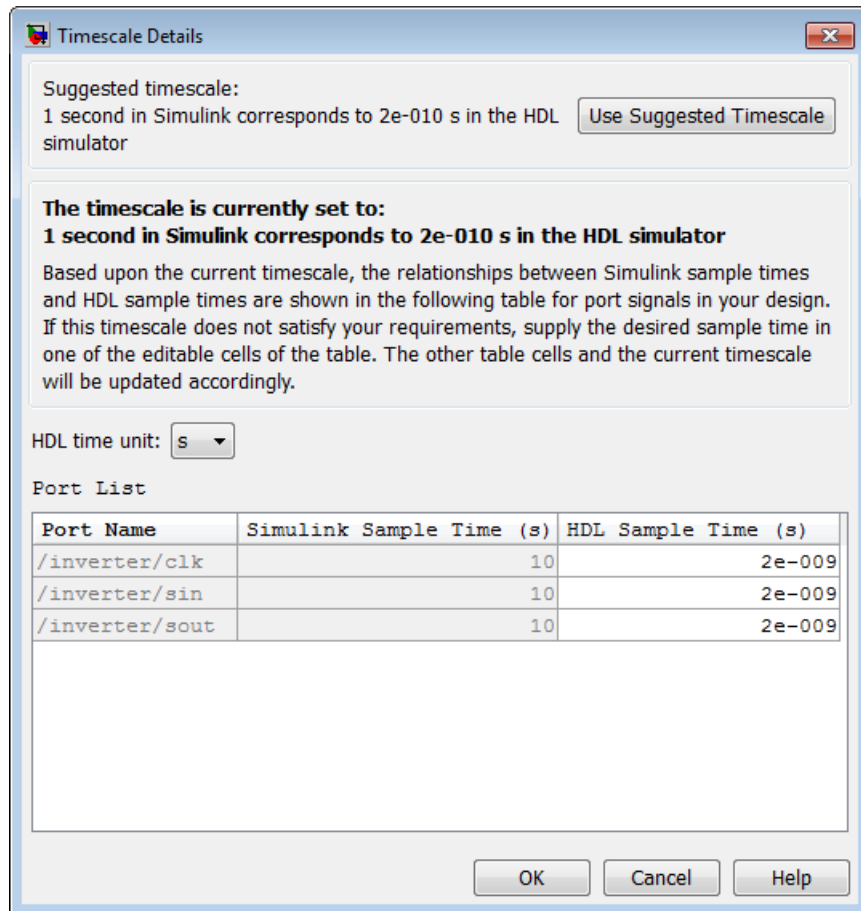 Timescale Details
Suggested timescale:
1 second in Simulink corresponds to 2e-010 s in the HDL
simulator
Use Suggested Timescale
The timescale is currently set to:
1 second in Simulink corresponds to 2e-010 s in the HDL simulator
Based upon the current timescale, the relationships between Simulink sample times
and HDL sample times are shown in the following table for port signals in your design.
If this timescale does not satisfy your requirements, supply the desired sample time in
one of the editable cells of the table. The other table cells and the current timescale
will be updated accordingly.
HDL time unit: s
Port List
Port Name Simulink Sample Time (s) HDL Sample Time (s)
/inverter/clk 10 2e-009
/inverter/sin 10 2e-009
/inverter/sout 10 2e-009
OK Cancel Help